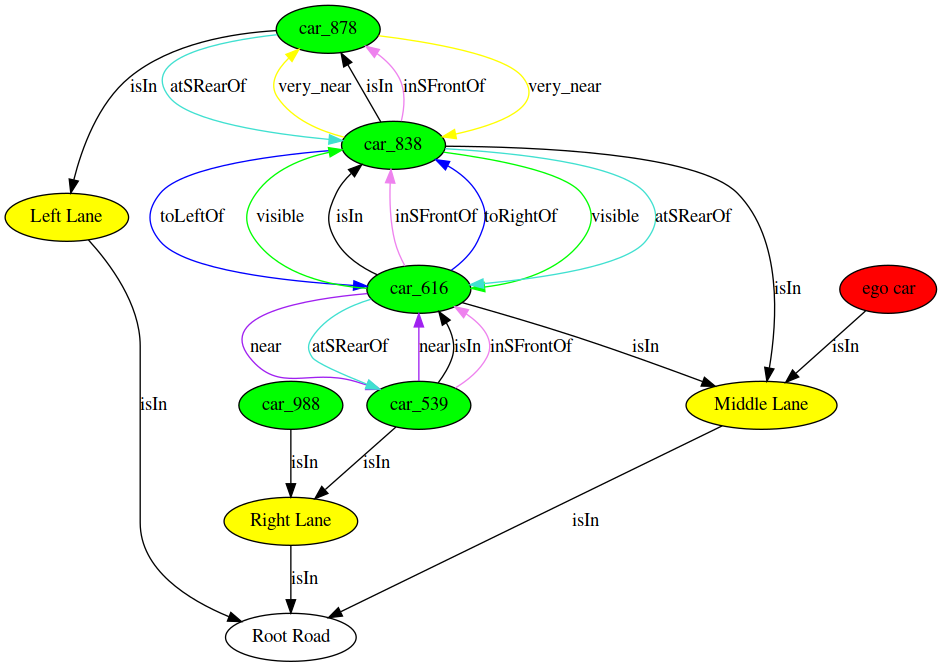 car_878
isIn
atSRearOf
very_near
isIn
inSFrontOf
very_near
car_838
Left Lane
toLeftOf
visible
isIn
inSFrontOf
toRightOf
visible
atSRearOf
car_616
isIn
ego car
near
atSRearOf
near
isIn
inSFrontOf
isIn
isIn
isIn
car_988
car_539
Middle Lane
isIn
isIn
Right Lane
isIn
isIn
Root Road